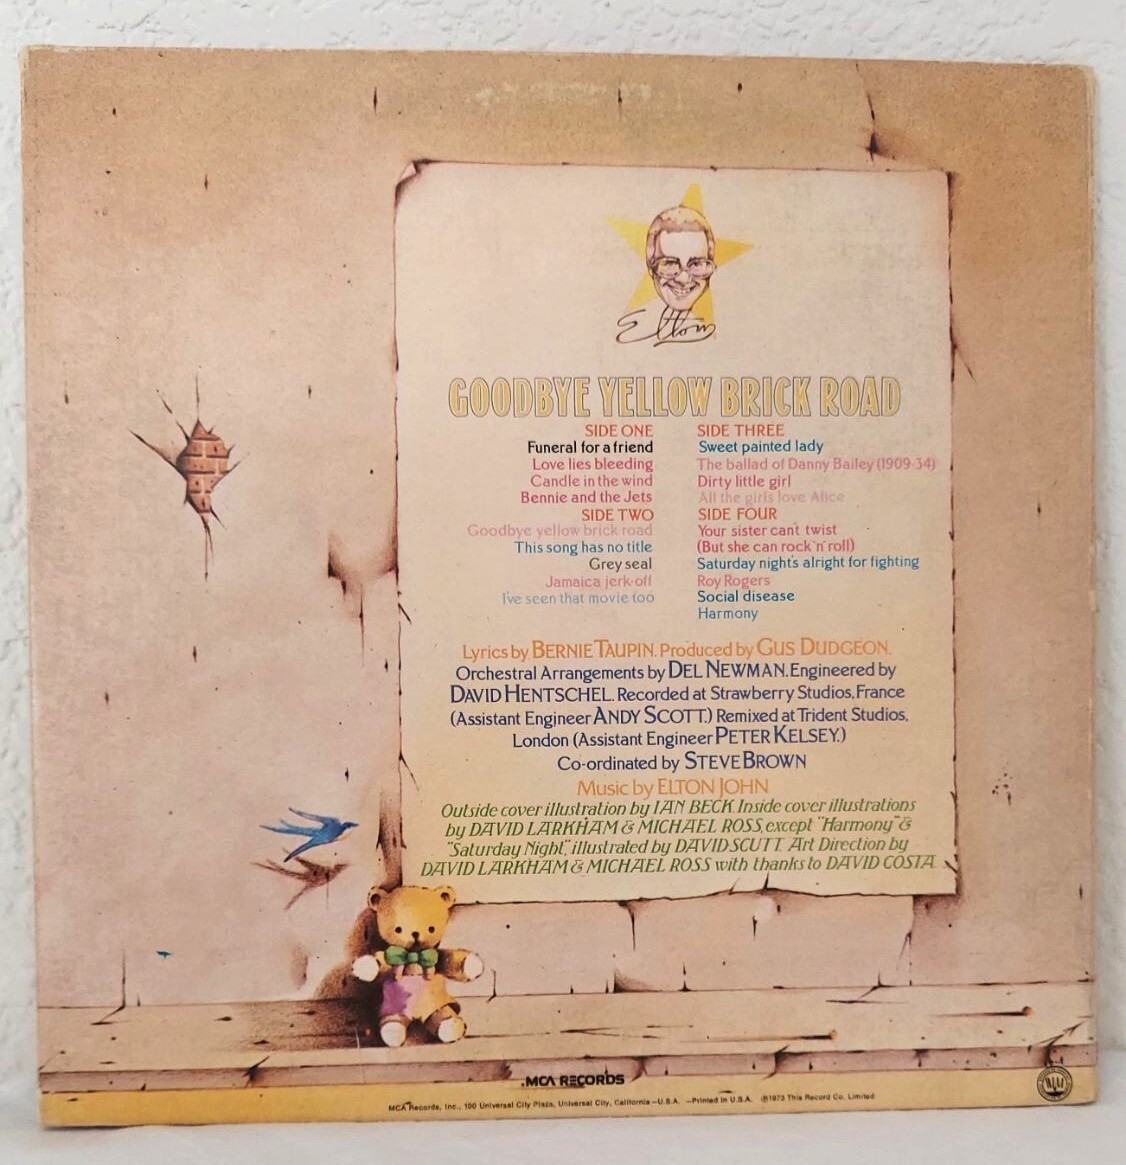 Elton
GOODBYE YELLOW BRICK ROAD
SIDE ONE
Funeral for a friend
Love lies bleeding
Candle in the wind
Bennie and the Jets
SIDE TWO
Goodbye yellow brick road
This song has no title
Grey seal
Jamaica jerk-off
I've seen that movie too
SIDE THREE
Sweet painted lady
The ballad of Danny Bailey (1909-34)
Dirty little girl
All the girls love Alice
SIDE FOUR
Your sister can't twist
(But she can rock 'n' roll)
Saturday night's alright for fighting
Roy Rogers
Social disease
Harmony
Lyrics by BERNIE TAUPIN. Produced by GUS DUDGEON.
Orchestral Arrangements by DEL NEWMAN. Engineered by
DAVID HENTSCHEL. Recorded at Strawberry Studios, France
(Assistant Engineer ANDY SCOTT.) Remixed at Trident Studios,
London (Assistant Engineer PETER KELSEY.)
Co-ordinated by STEVE BROWN
Music by ELTON JOHN
Outside cover illustration by IAN BECK Inside cover illustrations
by DAVID LARKHAM & MICHAEL ROSS, except "Harmony" &
"Saturday Night," illustrated by DAVID SCUTT. Art Direction by
DAVID LARKHAM & MICHAEL ROSS with thanks to DAVID COSTA.
MCA RECORDS
MCA Records, Inc., 100 Universal City Plaza, Universal City, California—U.S.A. —Printed in U.S.A. ℗1973 This Record Co. Limited